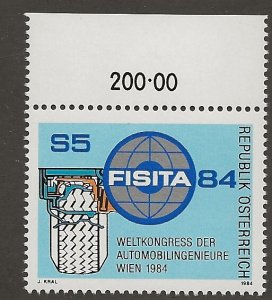 200·00
S5
FISITA 84
REPUBLIK ÖSTERREICH
WELTKONGRESS DER
AUTOMOBILINGENIEURE
WIEN 1984
J. KRAL
1984